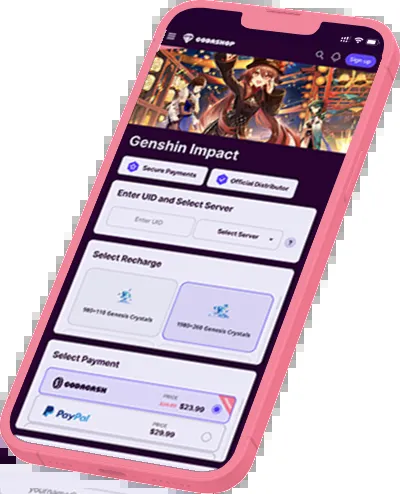 CODASHOP
Sign up
Genshin Impact
Secure Payments
Official Distributor
Enter UID and Select Server
Enter UID
Select Server
?
Select Recharge
980+110 Genesis Crystals
1980+260 Genesis Crystals
Select Payment
CODACASH
PRICE
$23.99
PayPal
PRICE
$29.99